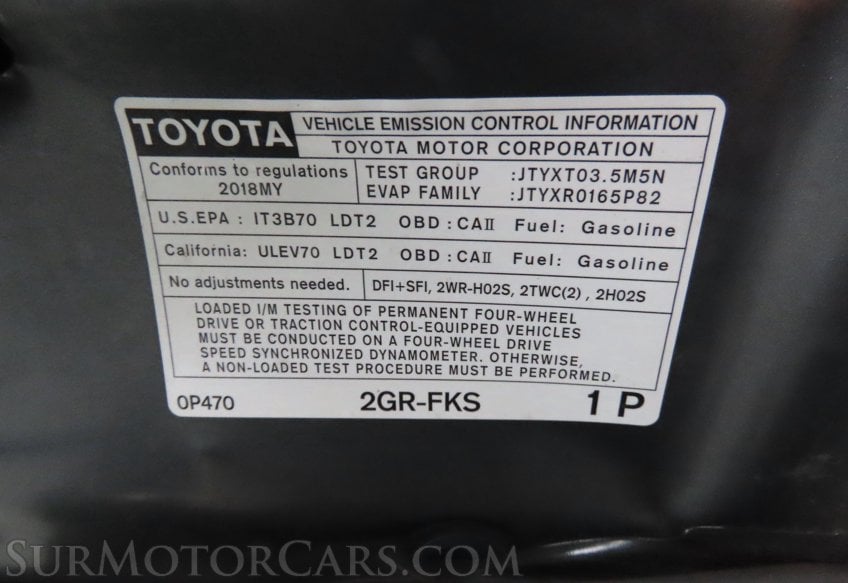 TOYOTA
VEHICLE EMISSION CONTROL INFORMATION
TOYOTA MOTOR CORPORATION
Conforms to regulations
2018MY
TEST GROUP :JTYXT03.5M5N
EVAP FAMILY :JTYXR0165P82
U.S.EPA : IT3B70 LDT2 OBD : CAII Fuel: Gasoline
California: ULEV70 LDT2 OBD : CAII Fuel: Gasoline
No adjustments needed.
DFI+SFI, 2WR-HO2S, 2TWC(2) , 2HO2S
LOADED I/M TESTING OF PERMANENT FOUR-WHEEL
DRIVE OR TRACTION CONTROL-EQUIPPED VEHICLES
MUST BE CONDUCTED ON A FOUR-WHEEL DRIVE
SPEED SYNCHRONIZED DYNAMOMETER. OTHERWISE,
A NON-LOADED TEST PROCEDURE MUST BE PERFORMED.
0P470 2GR-FKS 1 P
SurMotorCars.com